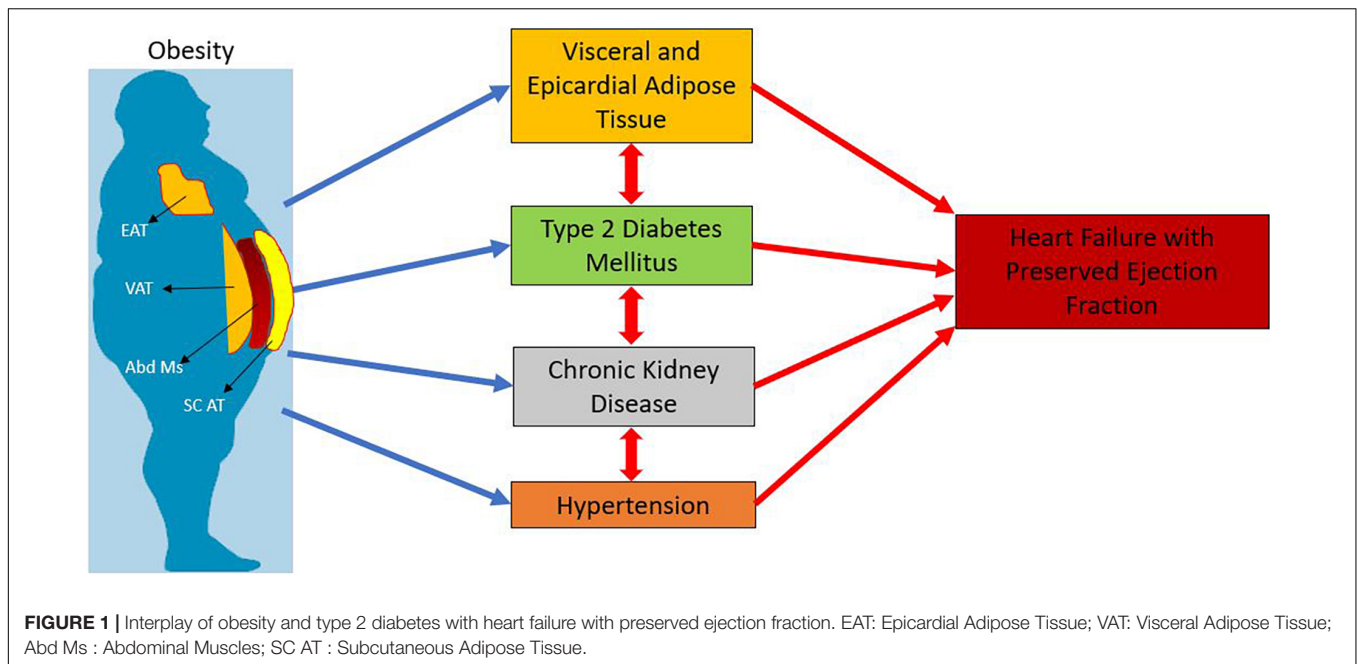 Obesity
EAT
VAT
Abd Ms
SC AT
Visceral and
Epicardial Adipose
Tissue
Type 2 Diabetes
Mellitus
Chronic Kidney
Disease
Hypertension
Heart Failure with
Preserved Ejection
Fraction
FIGURE 1 | Interplay of obesity and type 2 diabetes with heart failure with preserved ejection fraction. EAT: Epicardial Adipose Tissue; VAT: Visceral Adipose Tissue;
Abd Ms : Abdominal Muscles; SC AT : Subcutaneous Adipose Tissue.